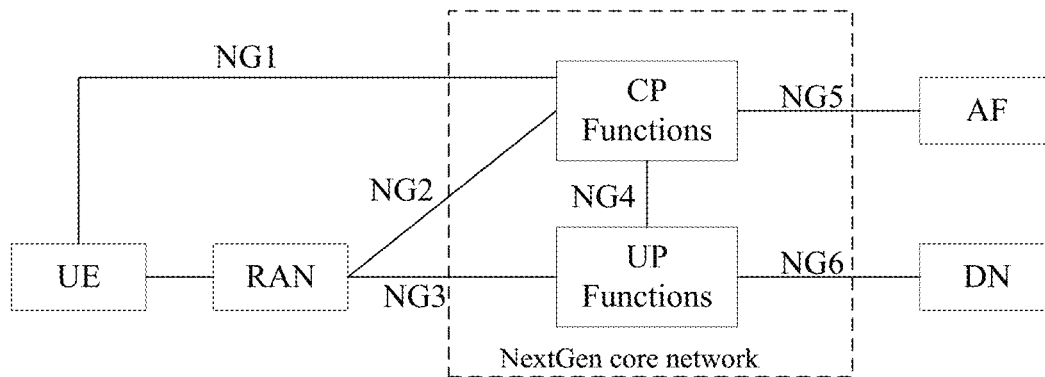 NG1
CP
Functions
NG5
AF
NG2
NG4
UE
RAN
NG3
UP
Functions
NG6
DN
NextGen core network